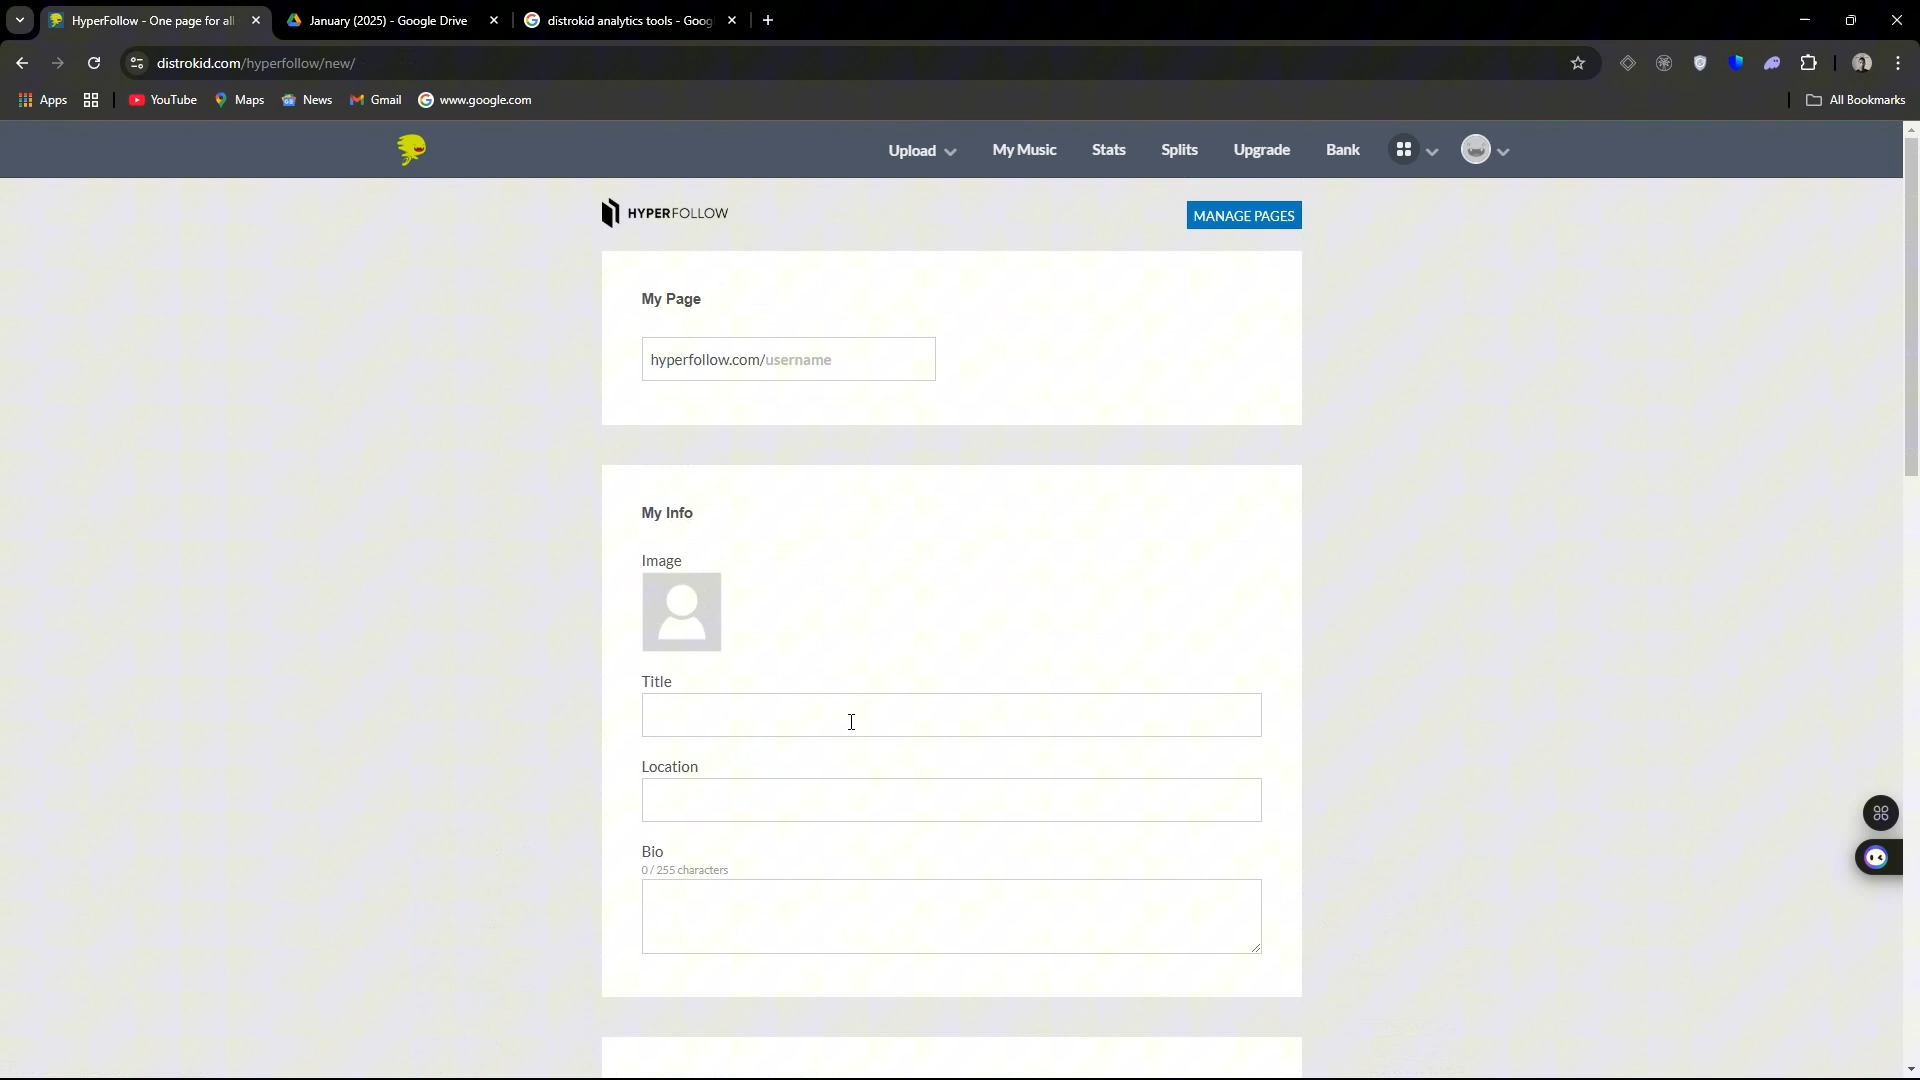 HyperFollow - One page for all
January (2025) - Google Drive
distrokid analytics tools - Goog
distrokid.com/hyperfollow/new/
Apps
YouTube
Maps
News
Gmail
www.google.com
All Bookmarks
Upload
My Music
Stats
Splits
Upgrade
Bank
HYPERFOLLOW
MANAGE PAGES
My Page
hyperfollow.com/username
My Info
Image
Title
Location
Bio
0 / 255 characters